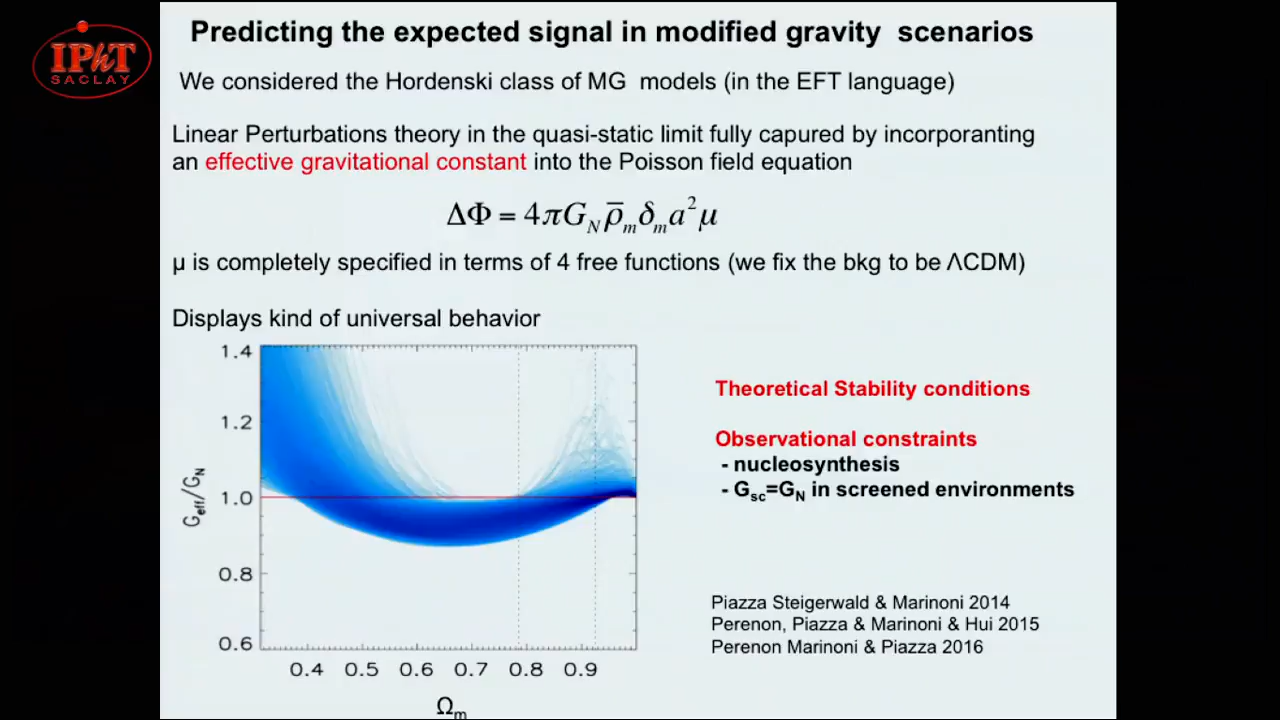 IPhT
SACLAY
Predicting the expected signal in modified gravity scenarios
We considered the Hordenski class of MG models (in the EFT language)
Linear Perturbations theory in the quasi-static limit fully capured by incorporanting
an effective gravitational constant into the Poisson field equation
ΔΦ = 4πG_N ρ̄_m δ_m a² μ
μ is completely specified in terms of 4 free functions (we fix the bkg to be ΛCDM)
Displays kind of universal behavior
1.4
1.2
1.0
0.8
0.6
G_eff/G_N
0.4 0.5 0.6 0.7 0.8 0.9
Ω_m
Theoretical Stability conditions
Observational constraints
- nucleosynthesis
- G_sc=G_N in screened environments
Piazza Steigerwald & Marinoni 2014
Perenon, Piazza & Marinoni & Hui 2015
Perenon Marinoni & Piazza 2016